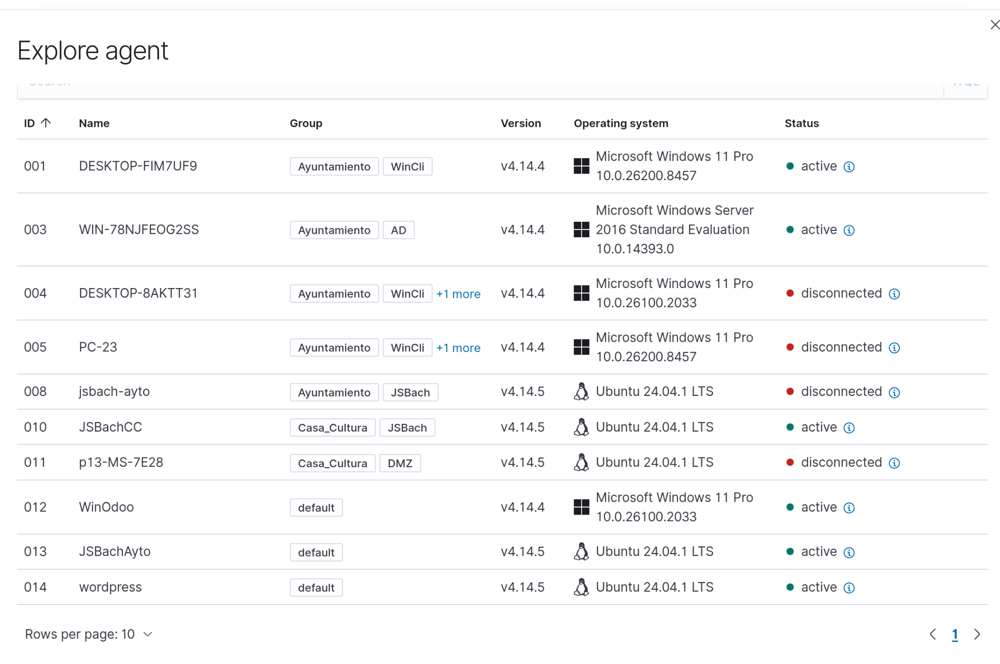 Explore agent
Search WQL
ID Name Group Version Operating system Status
001 DESKTOP-FIM7UF9 Ayuntamiento WinCli v4.14.4 Microsoft Windows 11 Pro 10.0.26200.8457 active
003 WIN-78NJFEOG2SS Ayuntamiento AD v4.14.4 Microsoft Windows Server 2016 Standard Evaluation 10.0.14393.0 active
004 DESKTOP-8AKTT31 Ayuntamiento WinCli +1 more v4.14.4 Microsoft Windows 11 Pro 10.0.26100.2033 disconnected
005 PC-23 Ayuntamiento WinCli +1 more v4.14.4 Microsoft Windows 11 Pro 10.0.26200.8457 disconnected
008 jsbach-ayto Ayuntamiento JSBach v4.14.5 Ubuntu 24.04.1 LTS disconnected
010 JSBachCC Casa_Cultura JSBach v4.14.5 Ubuntu 24.04.1 LTS active
011 p13-MS-7E28 Casa_Cultura DMZ v4.14.5 Ubuntu 24.04.1 LTS disconnected
012 WinOdoo default v4.14.4 Microsoft Windows 11 Pro 10.0.26100.2033 active
013 JSBachAyto default v4.14.5 Ubuntu 24.04.1 LTS active
014 wordpress default v4.14.5 Ubuntu 24.04.1 LTS active
Rows per page: 10 1